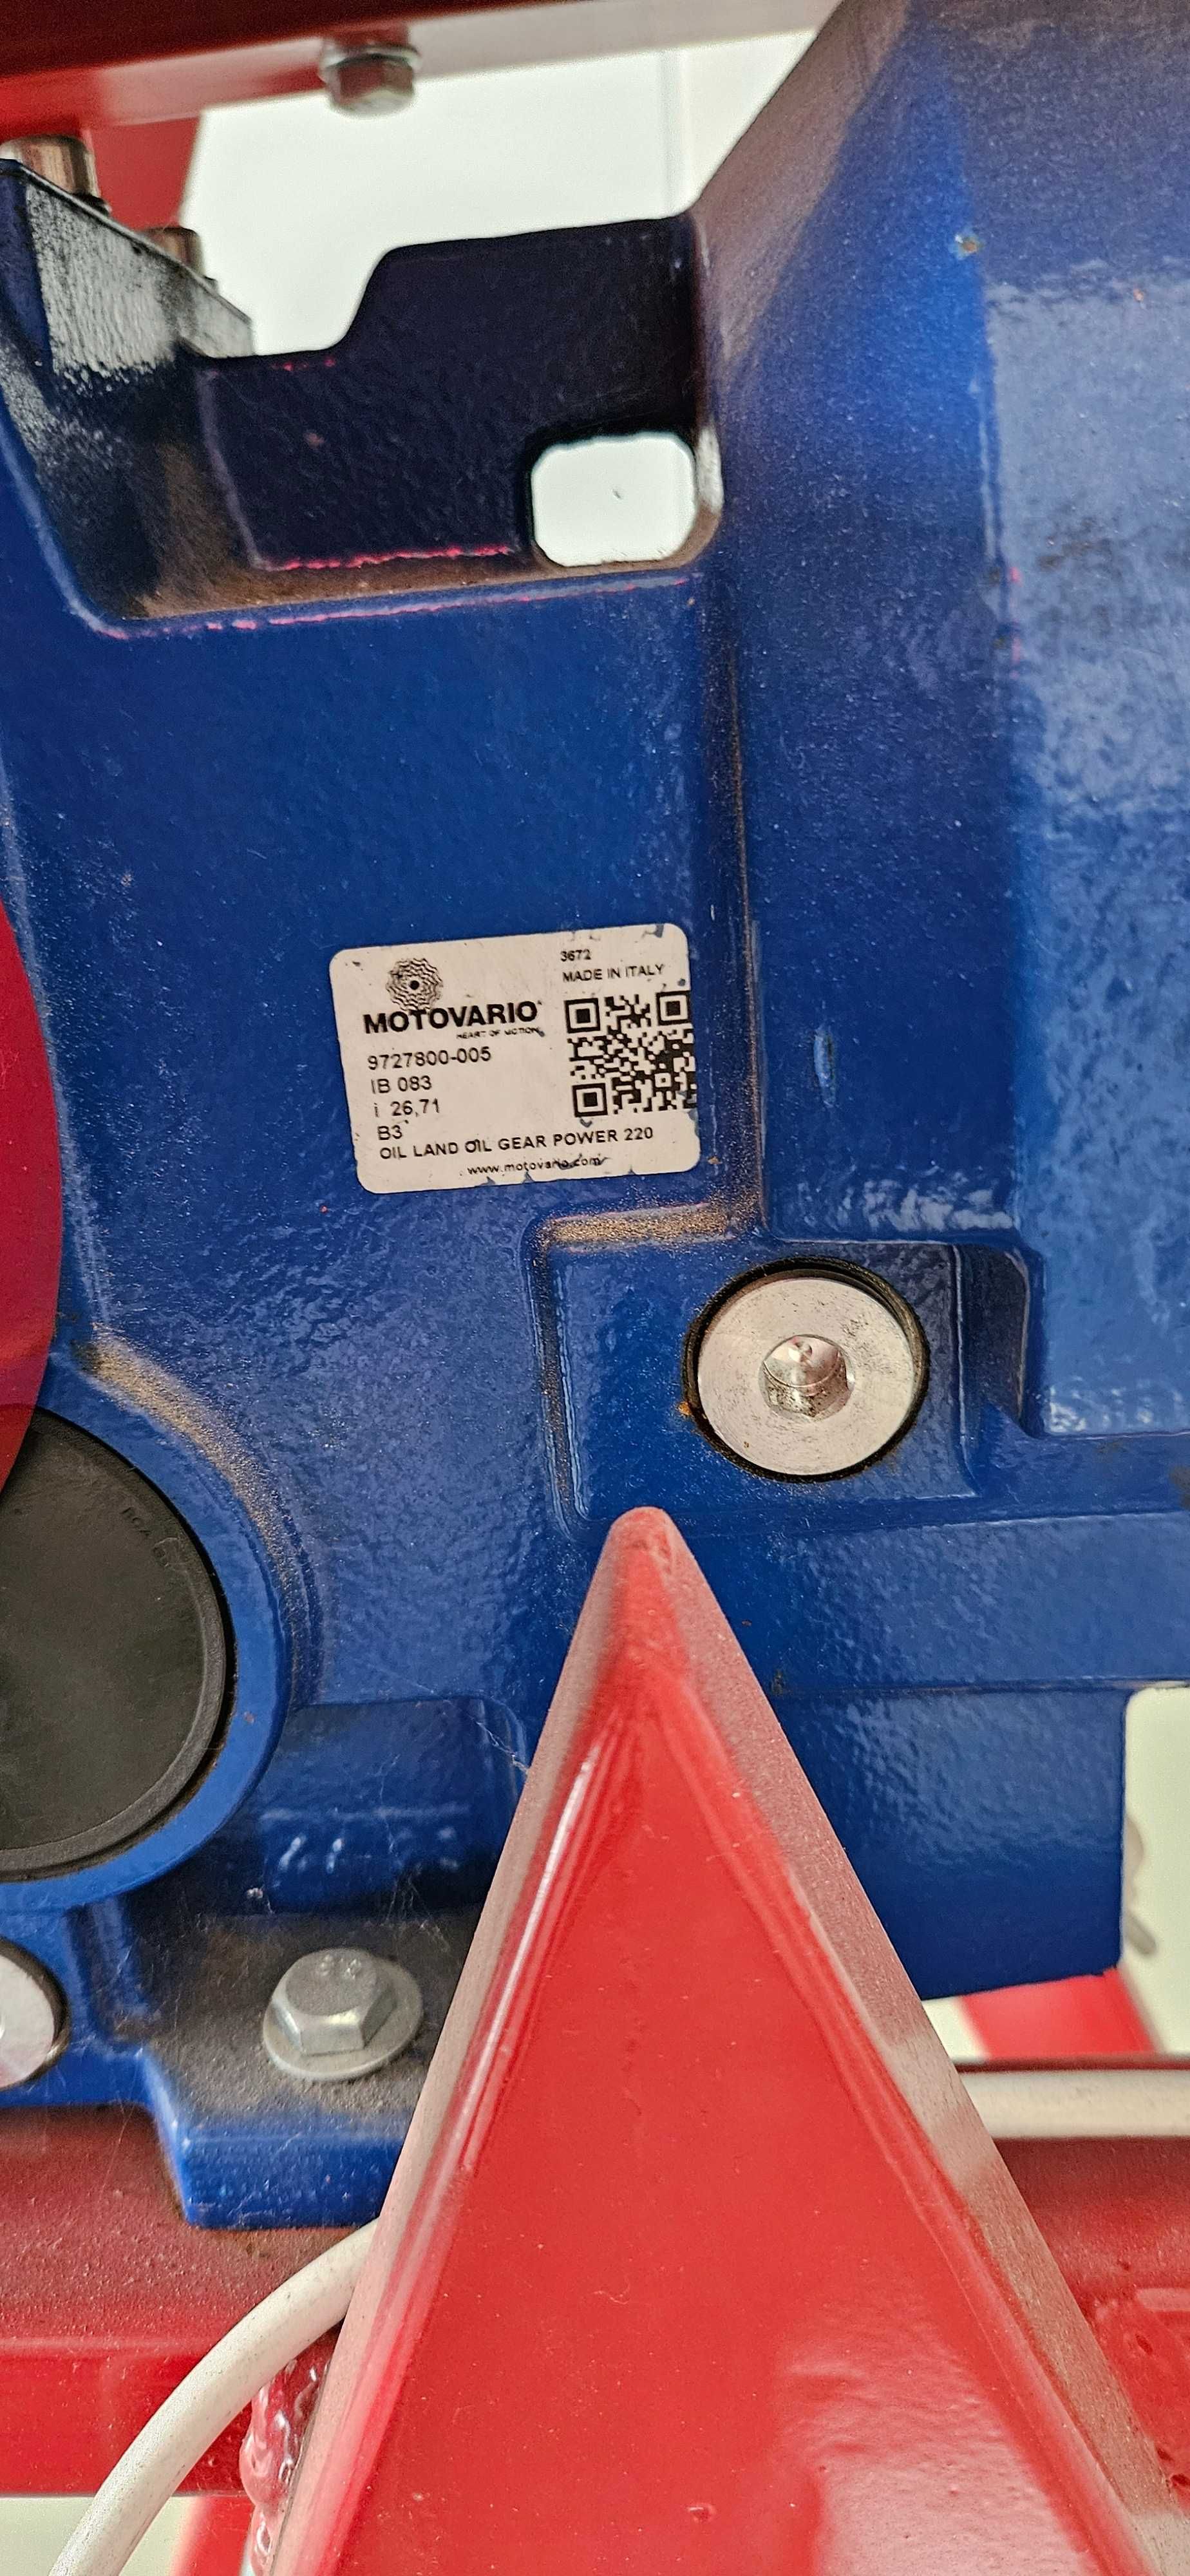 3672
MADE IN ITALY
MOTOVARIO
HEART OF MOTION
9727800-005
IB 083
i 26,71
B3
OIL LAND OIL GEAR POWER 220
www.motovario.com